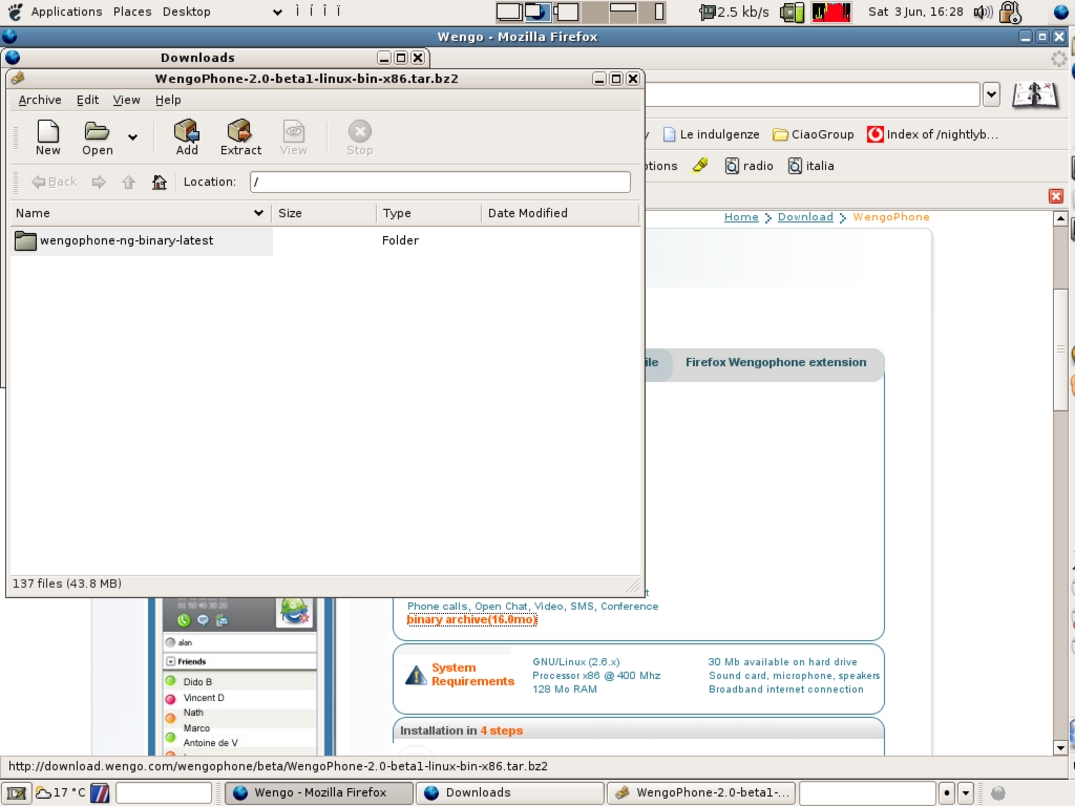 Applications Places Desktop
2.5 kb/s
Sat 3 Jun, 16:28
Wengo - Mozilla Firefox
Downloads
WengoPhone-2.0-beta1-linux-bin-x86.tar.bz2
Archive Edit View Help
New Open Add Extract View Stop
Le indulgenze CiaoGroup Index of /nightlyb...
Back Location: /
ptions radio italia
Name Size Type Date Modified
Home Download WengoPhone
wengophone-ng-binary-latest Folder
ile Firefox Wengophone extension
137 files (43.8 MB)
Phone calls, Open Chat, Video, SMS, Conference
binary archive(16.0mo)
alan
Friends
Dido B
Vincent D
Nath
Marco
Antoine de V
System Requirements
GNU/Linux (2.6.x)
Processor x86 @ 400 Mhz
128 Mo RAM
30 Mb available on hard drive
Sound card, microphone, speakers
Broadband internet connection
Installation in 4 steps
http://download.wengo.com/wengophone/beta/WengoPhone-2.0-beta1-linux-bin-x86.tar.bz2
17 °C Wengo - Mozilla Firefox Downloads WengoPhone-2.0-beta1-...